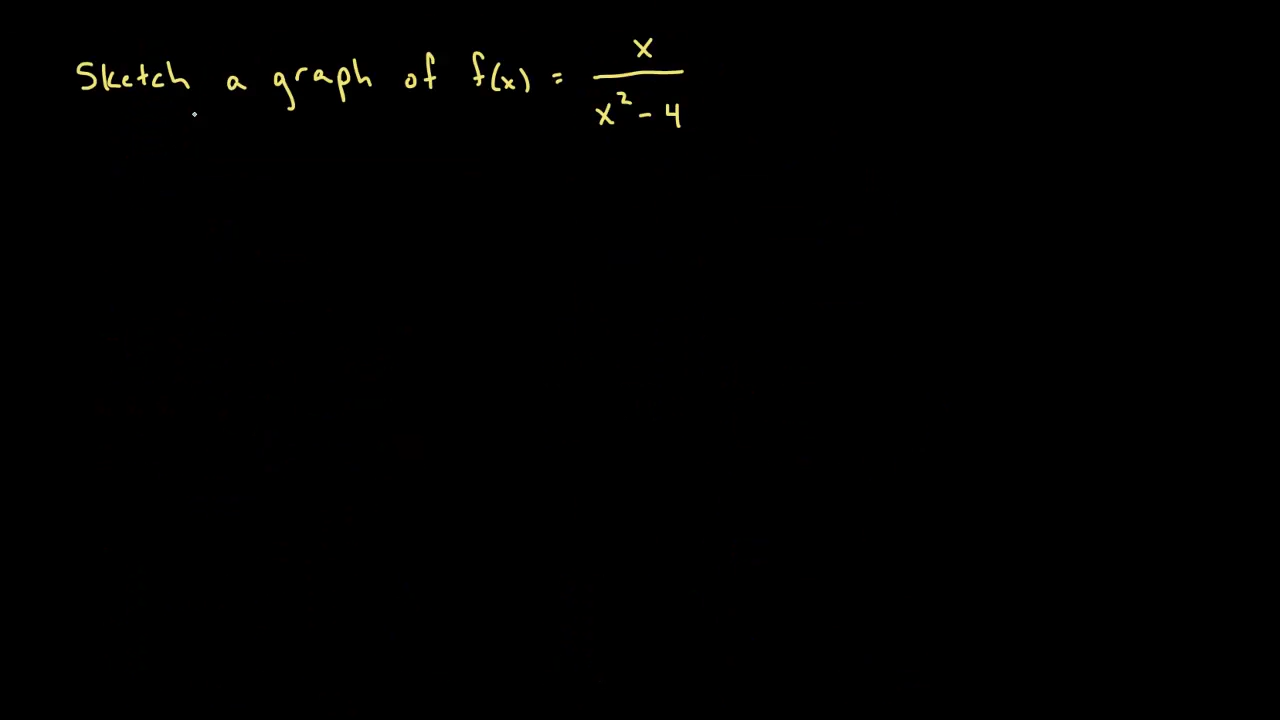 Sketch a graph of f(x) = x / (x² - 4)